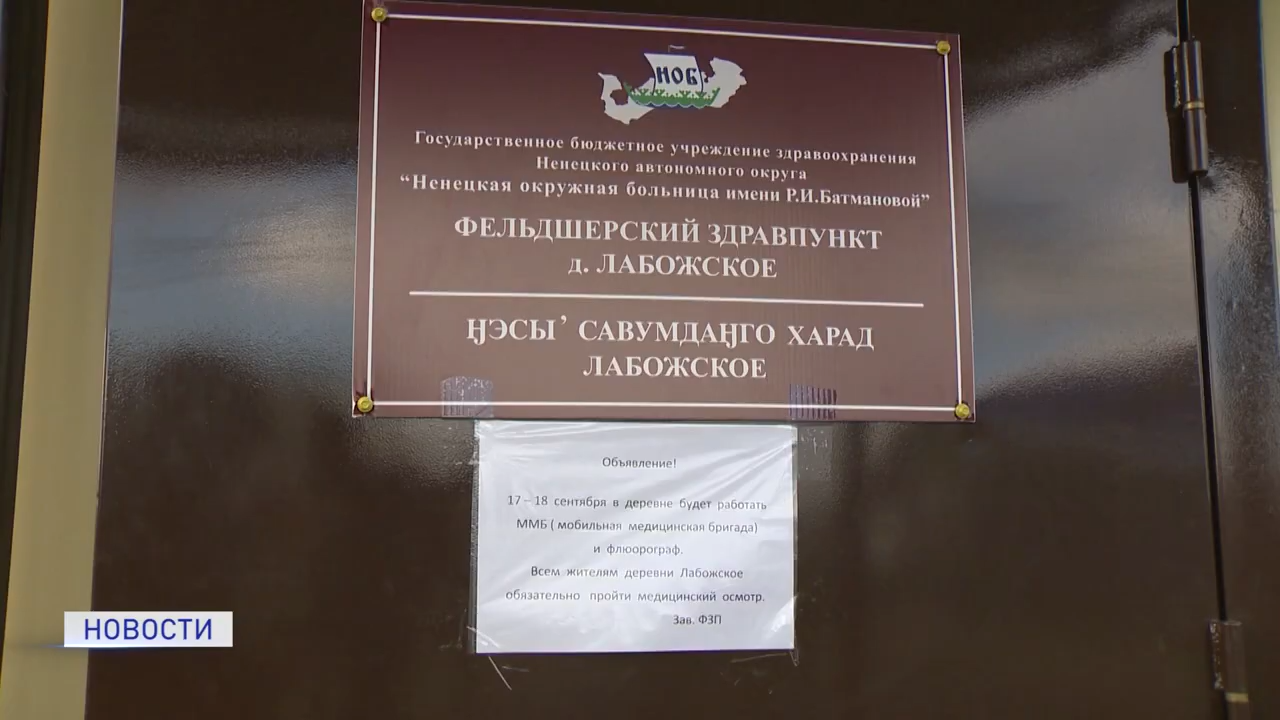 НОБ
Государственное бюджетное учреждение здравоохранения
Ненецкого автономного округа
“Ненецкая окружная больница имени Р.И.Батмановой”
ФЕЛЬДШЕРСКИЙ ЗДРАВПУНКТ
д. ЛАБОЖСКОЕ
ӇЭСЫ’ САВУМДАӇГО ХАРАД
ЛАБОЖСКОЕ
Объявление!
17 – 18 сентября в деревне будет работать
ММБ ( мобильная медицинская бригада)
и флюорограф.
Всем жителям деревни Лабожское
обязательно пройти медицинский осмотр.
Зав. ФЗП
НОВОСТИ